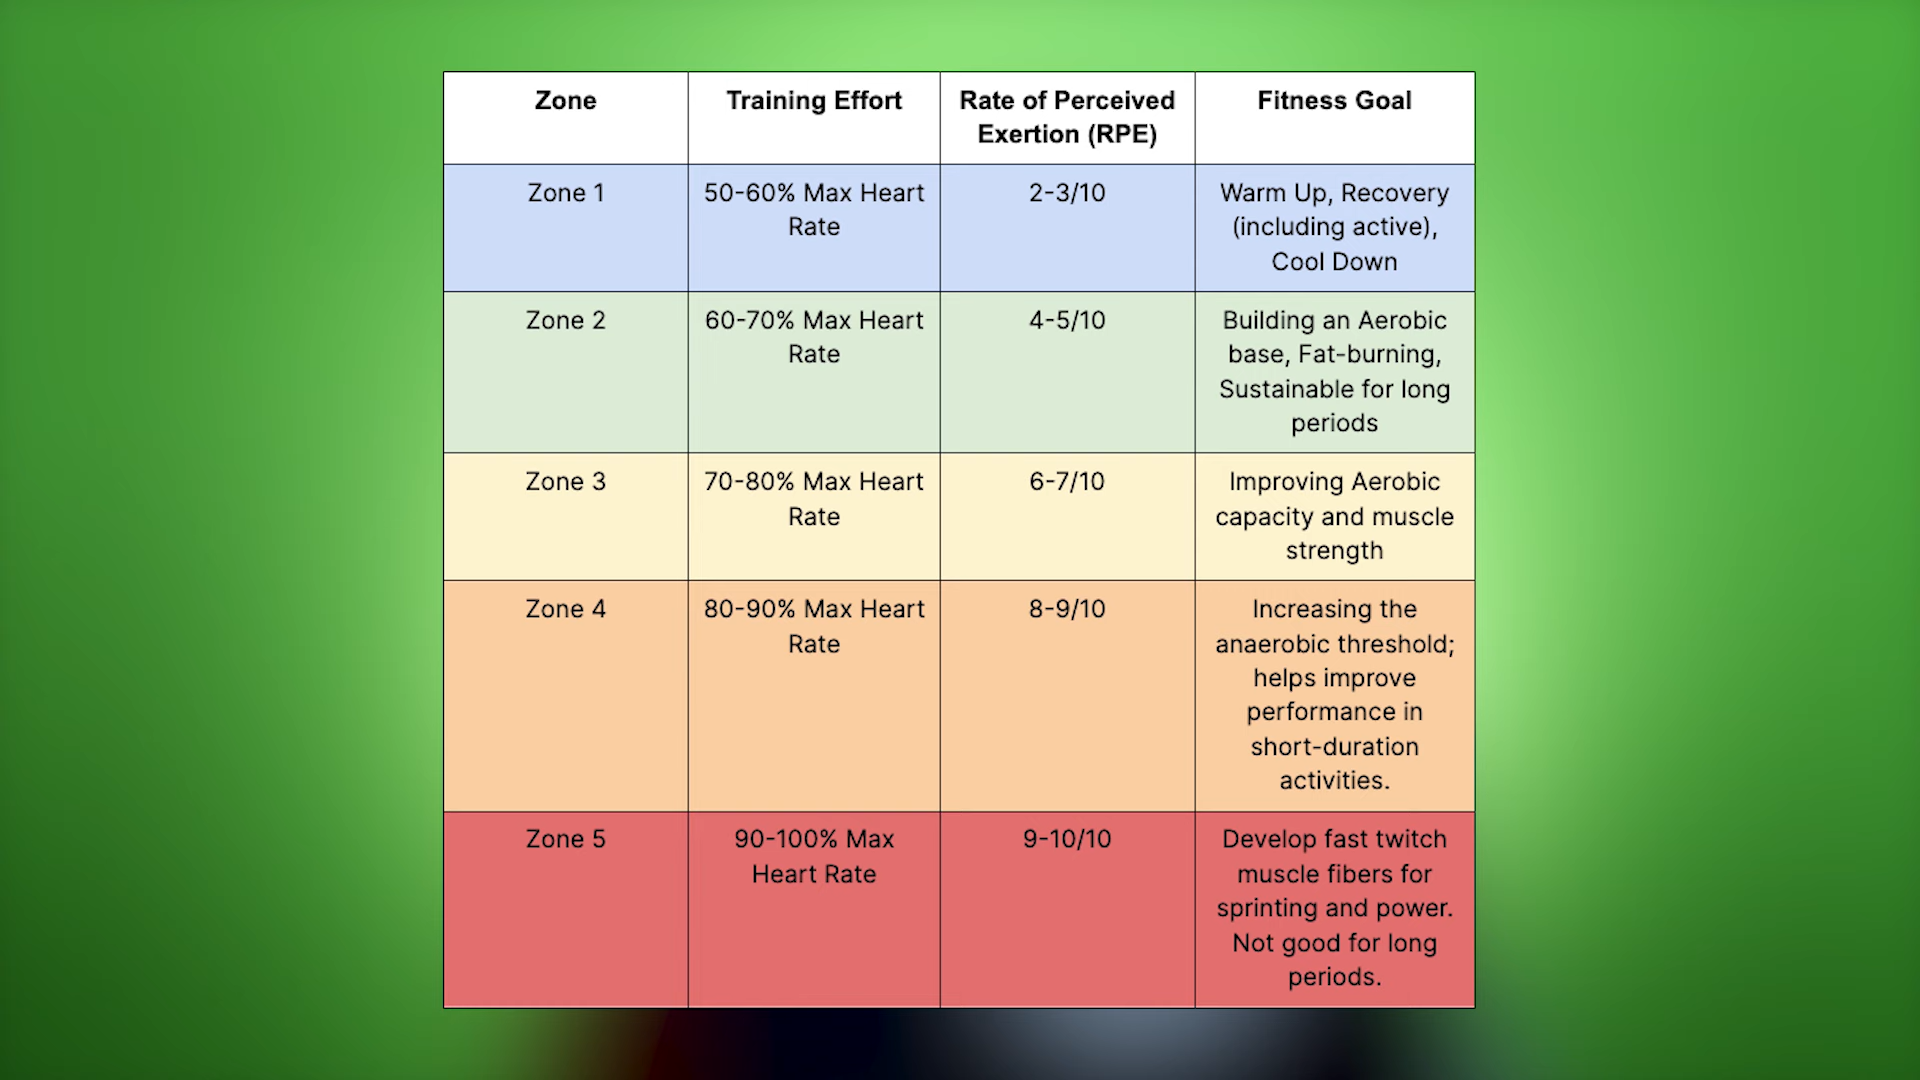 Zone
Training Effort
Rate of Perceived
Exertion (RPE)
Fitness Goal
Zone 1
50-60% Max Heart
Rate
2-3/10
Warm Up, Recovery
(including active),
Cool Down
Zone 2
60-70% Max Heart
Rate
4-5/10
Building an Aerobic
base, Fat-burning,
Sustainable for long
periods
Zone 3
70-80% Max Heart
Rate
6-7/10
Improving Aerobic
capacity and muscle
strength
Zone 4
80-90% Max Heart
Rate
8-9/10
Increasing the
anaerobic threshold;
helps improve
performance in
short-duration
activities.
Zone 5
90-100% Max
Heart Rate
9-10/10
Develop fast twitch
muscle fibers for
sprinting and power.
Not good for long
periods.